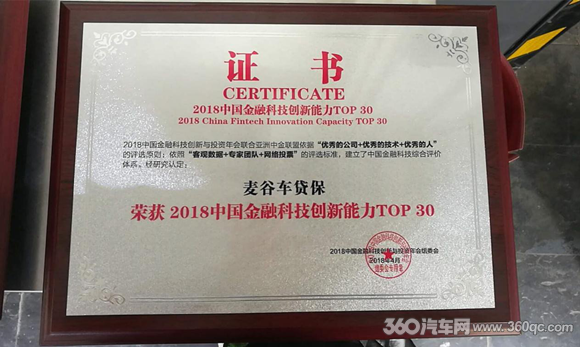 证 书
CERTIFICATE
2018中国金融科技创新能力TOP 30
2018 China Fintech Innovation Capacity TOP 30
2018中国金融科技创新与投资年会联合亚洲中金联盟依据“优秀的公司+优秀的技术+优秀的人”
的评选原则；依照“客观数据+专家团队+网络投票”的评选标准，建立了中国金融科技综合评价
体系。经研究认定：
麦谷车贷保
荣获 2018中国金融科技创新能力TOP 30
2018中国金融科技创新与投资年会组委会
2018年4月
组委会专用章
360汽车网 www.360qc.com